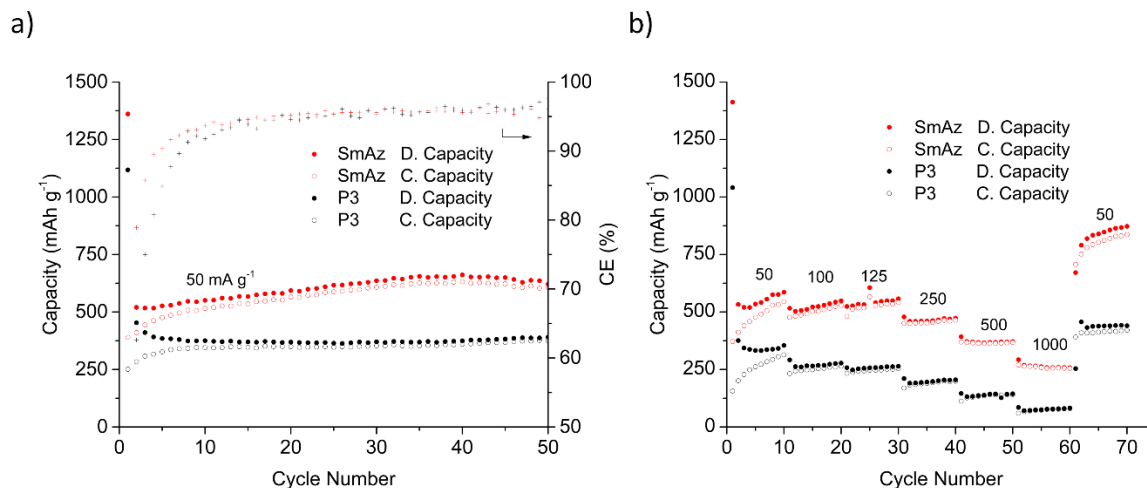 a)
1500
1250
1000
750
500
250
0
Capacity (mAh g⁻¹)
100
90
80
70
60
50
CE (%)
SmAz D. Capacity
SmAz C. Capacity
P3 D. Capacity
P3 C. Capacity
50 mA g⁻¹
0 10 20 30 40 50
Cycle Number
b)
1500
1250
1000
750
500
250
0
Capacity (mAh g⁻¹)
SmAz D. Capacity
SmAz C. Capacity
P3 D. Capacity
P3 C. Capacity
50
100
125
250
500
1000
50
0 10 20 30 40 50 60 70
Cycle Number